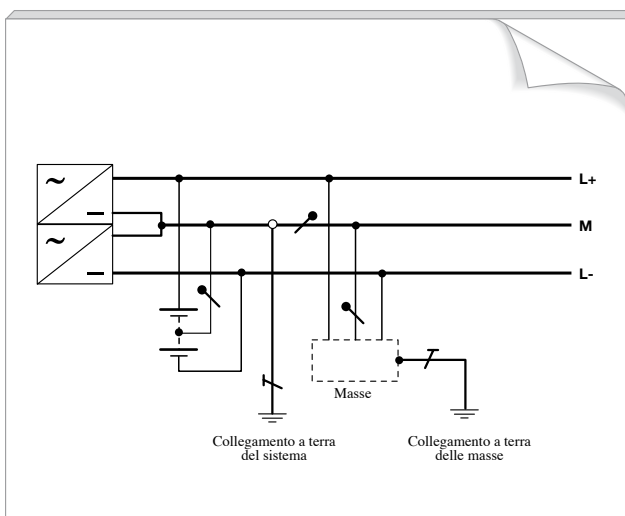 L+
M
L-
Masse
Collegamento a terra
del sistema
Collegamento a terra
delle masse